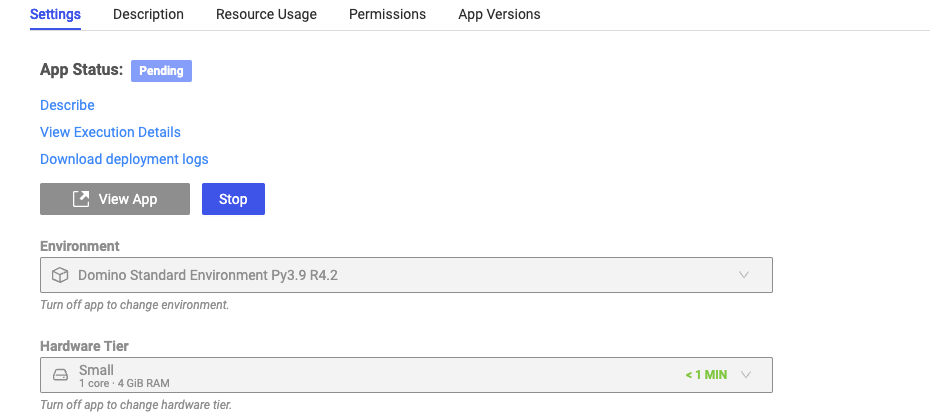 Settings Description Resource Usage Permissions App Versions
App Status: Pending
Describe
View Execution Details
Download deployment logs
View App Stop
Environment
Domino Standard Environment Py3.9 R4.2
Turn off app to change environment.
Hardware Tier
Small
1 core · 4 GiB RAM
< 1 MIN
Turn off app to change hardware tier.